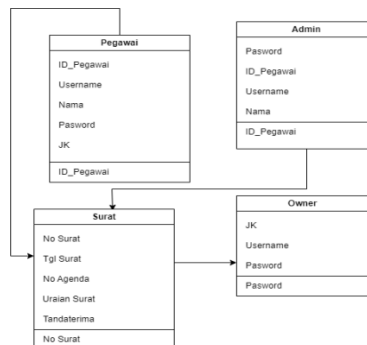 Pegawai
ID_Pegawai
Username
Nama
Pasword
JK
ID_Pegawai
Admin
Pasword
ID_Pegawai
Username
Nama
ID_Pegawai
Surat
No Surat
Tgl Surat
No Agenda
Uraian Surat
Tandaterima
No Surat
Owner
JK
Username
Pasword
Pasword